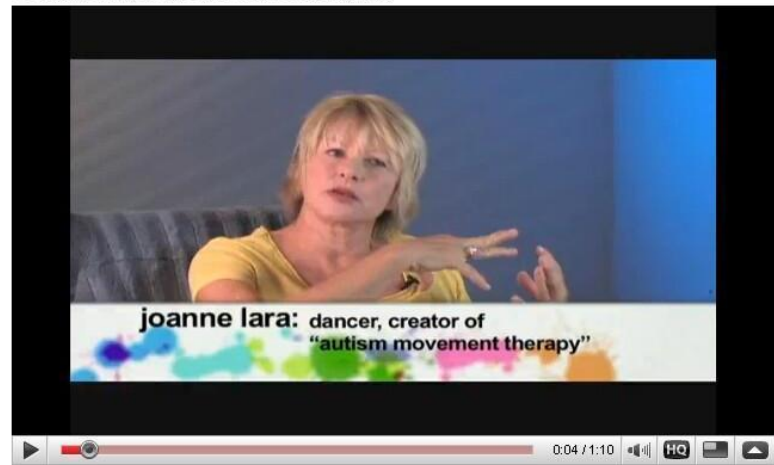 joanne lara: dancer, creator of
“autism movement therapy”
0:04 / 1:10
HQ